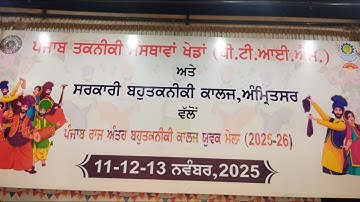 ਪੰਜਾਬ ਤਕਨੀਕੀ ਸੰਸਥਾਵਾਂ ਖੇਡਾਂ (ਪੀ.ਟੀ.ਆਈ.ਐਸ.)
ਅਤੇ
ਸਰਕਾਰੀ ਬਹੁਤਕਨੀਕੀ ਕਾਲਜ,ਅੰਮ੍ਰਿਤਸਰ
ਵੱਲੋਂ
ਪੰਜਾਬ ਰਾਜ ਅੰਤਰ ਬਹੁਤਕਨੀਕੀ ਕਾਲਜ ਯੁਵਕ ਮੇਲਾ (2025-26)
11-12-13 ਨਵੰਬਰ,2025